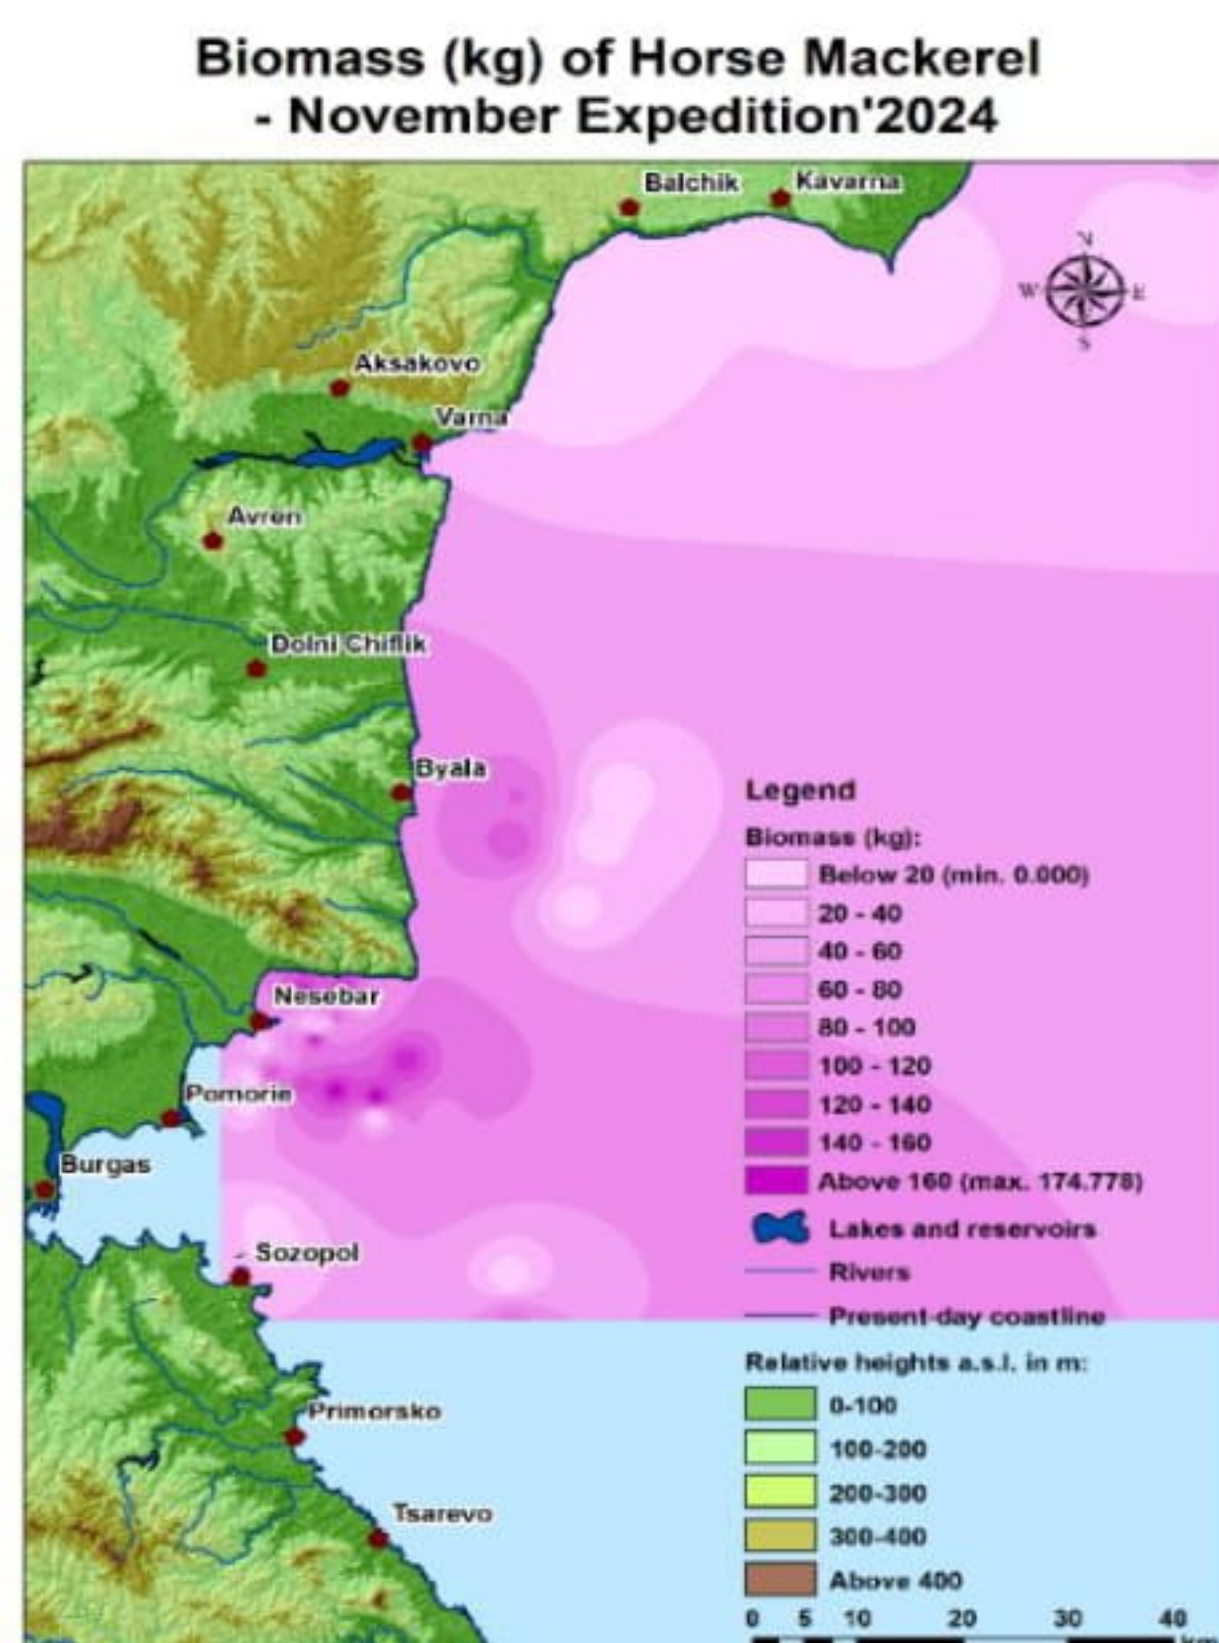 Biomass (kg) of Horse Mackerel
- November Expedition'2024
Balchik
Kavarna
N
W
E
S
Aksakovo
Varna
Avren
Dolni Chiflik
Byala
Legend
Biomass (kg):
Below 20 (min. 0.000)
20 - 40
40 - 60
60 - 80
80 - 100
100 - 120
120 - 140
140 - 160
Above 160 (max. 174.778)
Nesebar
Pomorie
Burgas
Sozopol
Lakes and reservoirs
Rivers
Present-day coastline
Relative heights a.s.l. in m:
0-100
100-200
200-300
300-400
Above 400
Primorsko
Tsarevo
0 5 10 20 30 40
km